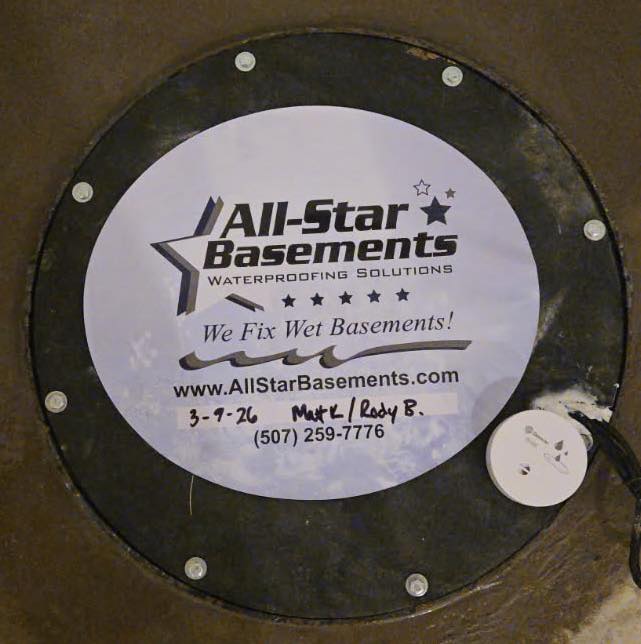 All-Star
Basements
WATERPROOFING SOLUTIONS
We Fix Wet Basements!
www.AllStarBasements.com
3-9-26 Matt K / Rody B.
(507) 259-7776